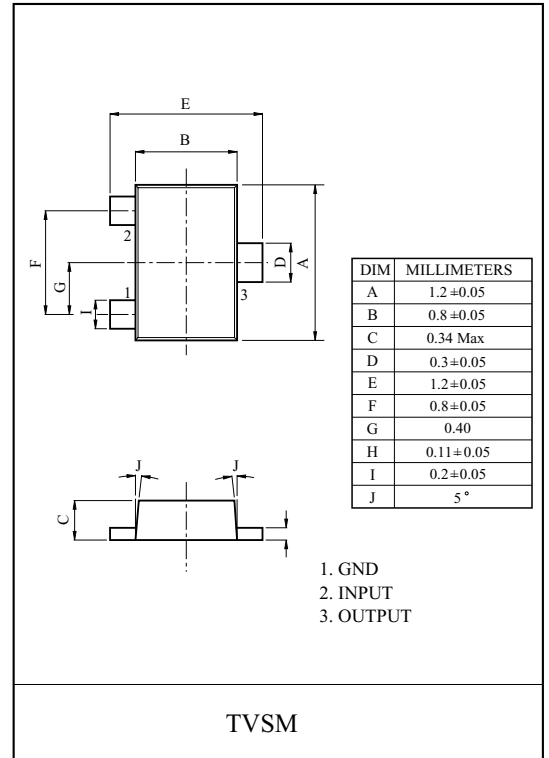 E
B
2
F
G
1
I
D
A
3
DIM MILLIMETERS
A 1.2±0.05
B 0.8±0.05
C 0.34 Max
D 0.3±0.05
E 1.2±0.05
F 0.8±0.05
G 0.40
H 0.11±0.05
I 0.2±0.05
J 5°
J J
C
1. GND
2. INPUT
3. OUTPUT
TVSM